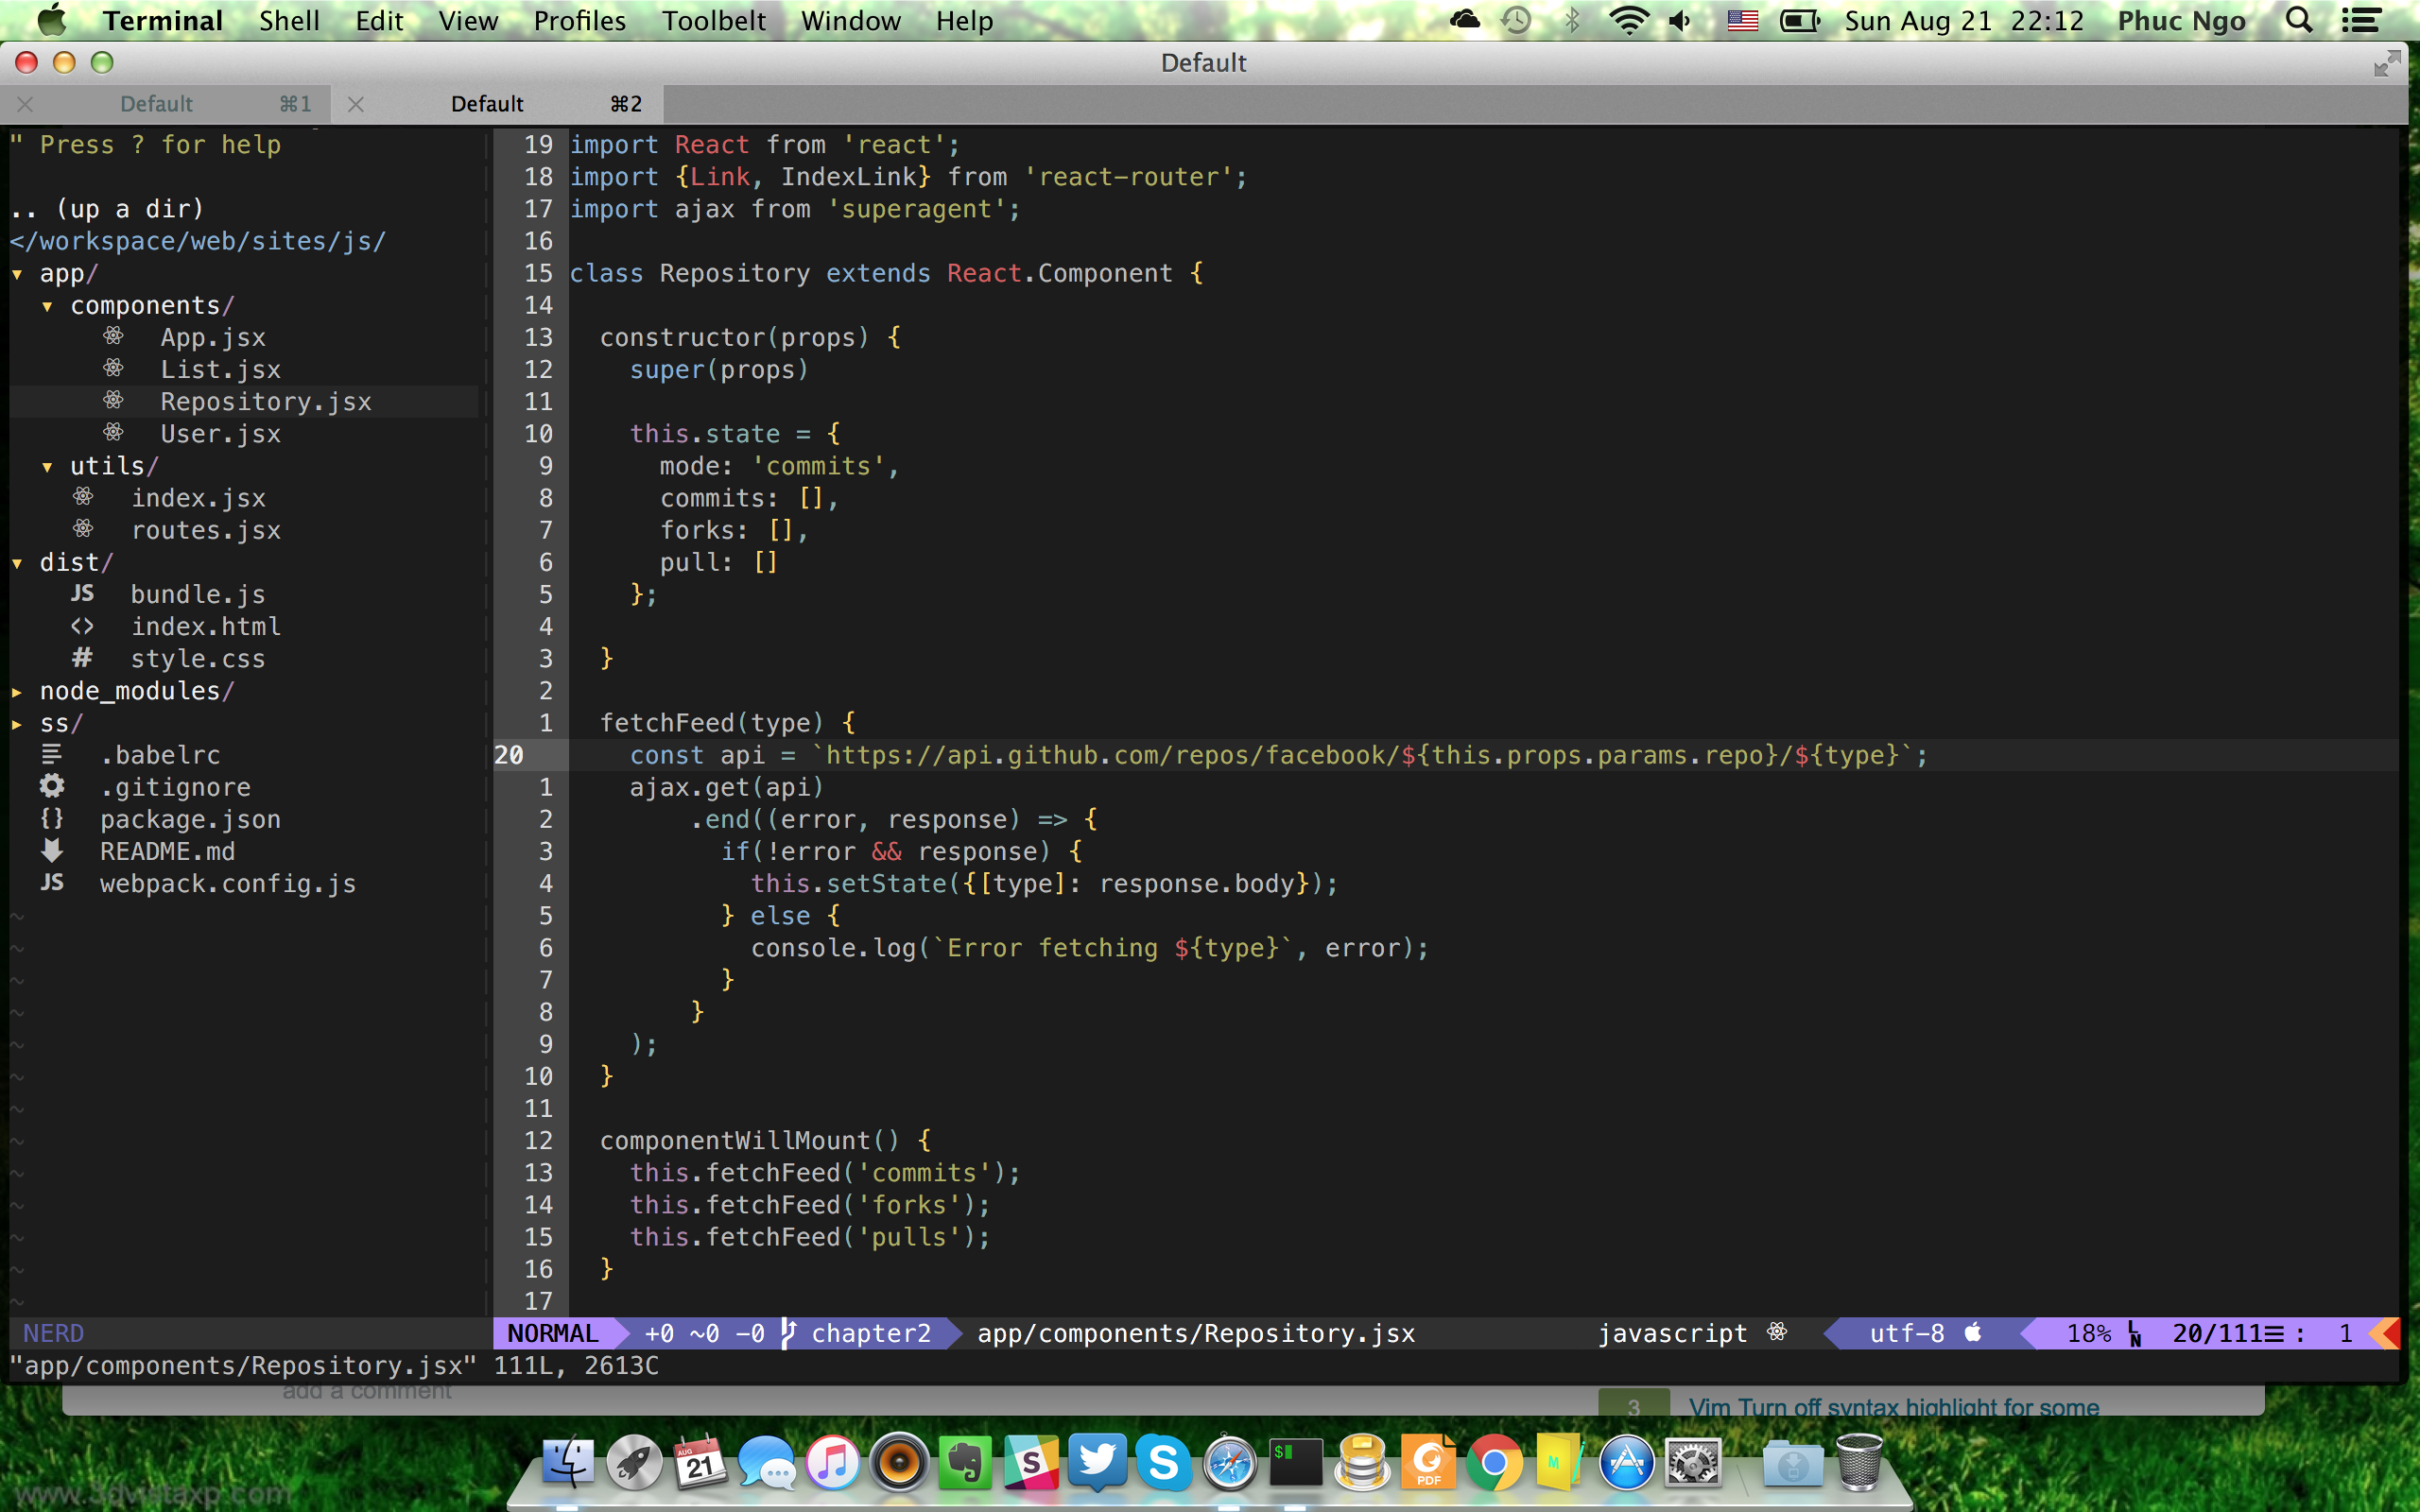 Terminal Shell Edit View Profiles Toolbelt Window Help Sun Aug 21 22:12 Phuc Ngo
Default
Default ⌘1 Default ⌘2
" Press ? for help
.. (up a dir)
</workspace/web/sites/js/
▾ app/
▾ components/
App.jsx
List.jsx
Repository.jsx
User.jsx
▾ utils/
index.jsx
routes.jsx
▾ dist/
JS bundle.js
<> index.html
# style.css
▸ node_modules/
▸ ss/
.babelrc
.gitignore
{} package.json
README.md
JS webpack.config.js
~
~
~
~
~
~
~
~
~
~
~
~
~
NERD
19 import React from 'react';
18 import {Link, IndexLink} from 'react-router';
17 import ajax from 'superagent';
16
15 class Repository extends React.Component {
14
13   constructor(props) {
12     super(props)
11
10     this.state = {
9       mode: 'commits',
8       commits: [],
7       forks: [],
6       pull: []
5     };
4
3   }
2
1   fetchFeed(type) {
20     const api = `https://api.github.com/repos/facebook/${this.props.params.repo}/${type}`;
1     ajax.get(api)
2         .end((error, response) => {
3           if(!error && response) {
4             this.setState({[type]: response.body});
5           } else {
6             console.log(`Error fetching ${type}`, error);
7           }
8         }
9     );
10   }
11
12   componentWillMount() {
13     this.fetchFeed('commits');
14     this.fetchFeed('forks');
15     this.fetchFeed('pulls');
16   }
17
NORMAL +0 ~0 -0 chapter2 app/components/Repository.jsx javascript utf-8 18% LN 20/111☰ : 1
"app/components/Repository.jsx" 111L, 2613C
add a comment
3 Vim Turn off syntax highlight for some
AUG
21
S
S
$
PDF
M
www.3dvistaxp.com